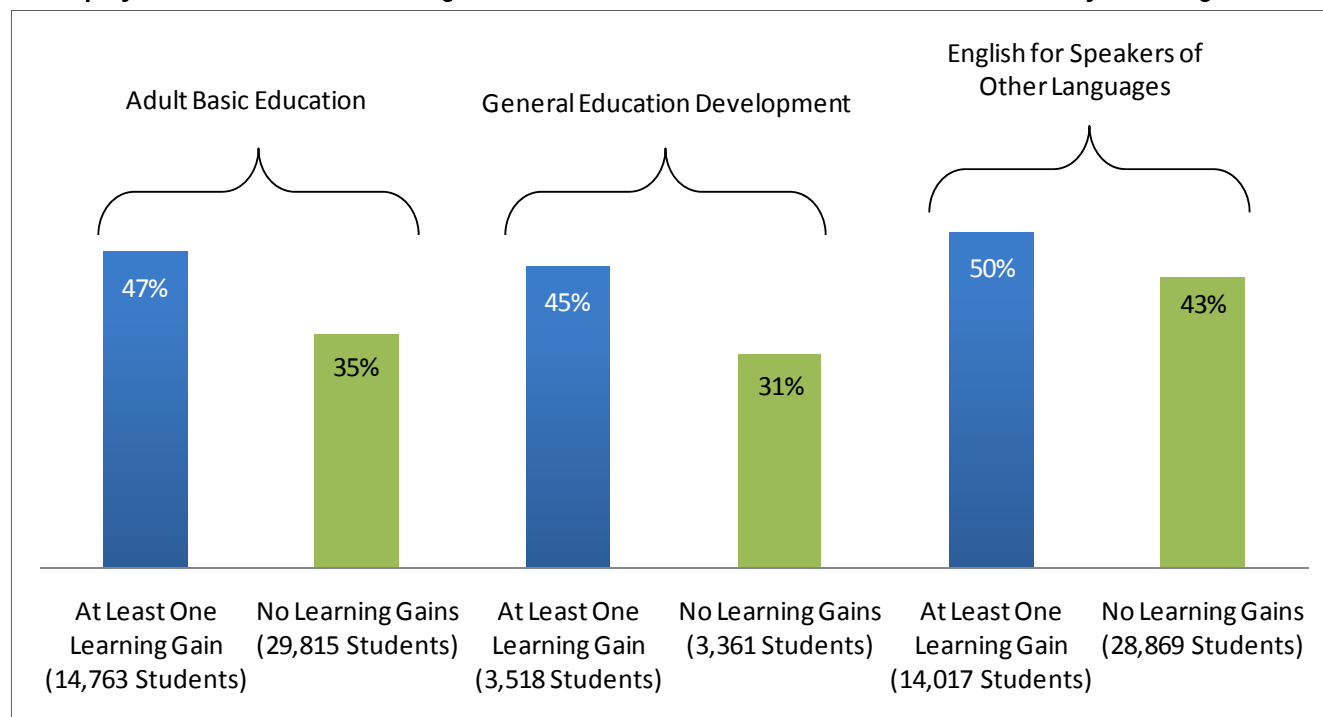 Adult Basic Education
General Education Development
English for Speakers of
Other Languages
47%
35%
45%
31%
50%
43%
At Least One
Learning Gain
(14,763 Students)
No Learning Gains
(29,815 Students)
At Least One
Learning Gain
(3,518 Students)
No Learning Gains
(3,361 Students)
At Least One
Learning Gain
(14,017 Students)
No Learning Gains
(28,869 Students)